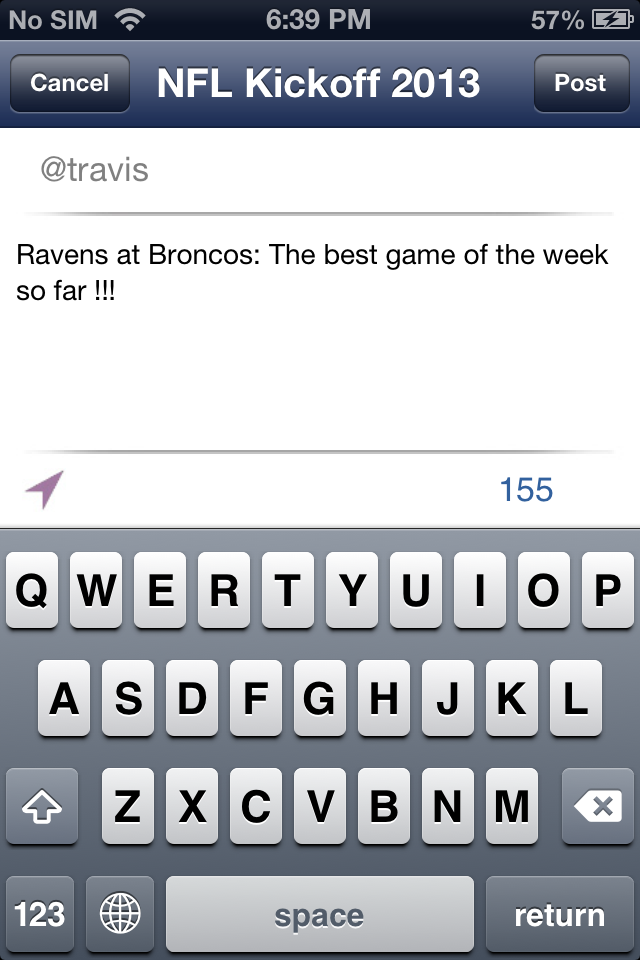 No SIM 6:39 PM 57%
Cancel NFL Kickoff 2013 Post
@travis
Ravens at Broncos: The best game of the week
so far !!!
155
Q W E R T Y U I O P
A S D F G H J K L
Z X C V B N M
123 space return